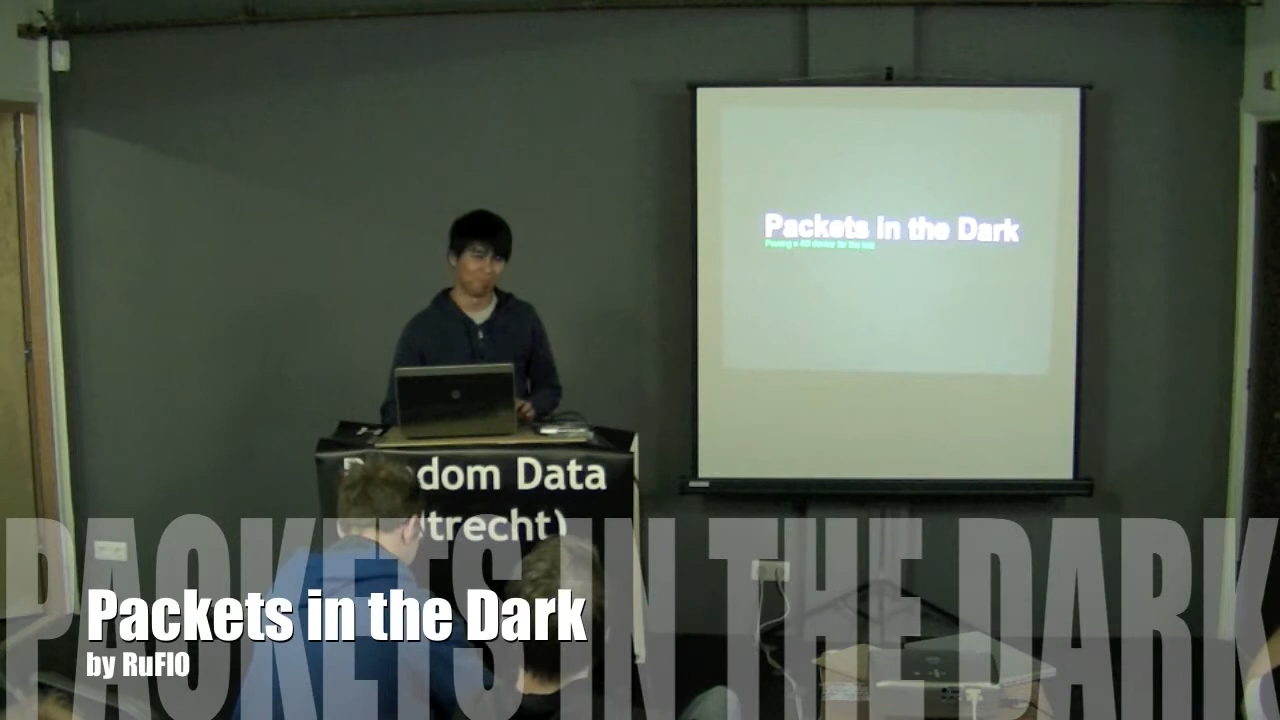 Packets in the Dark
dom Data
trecht)
PACKETS IN THE DARK
Packets in the Dark
by RuFIO